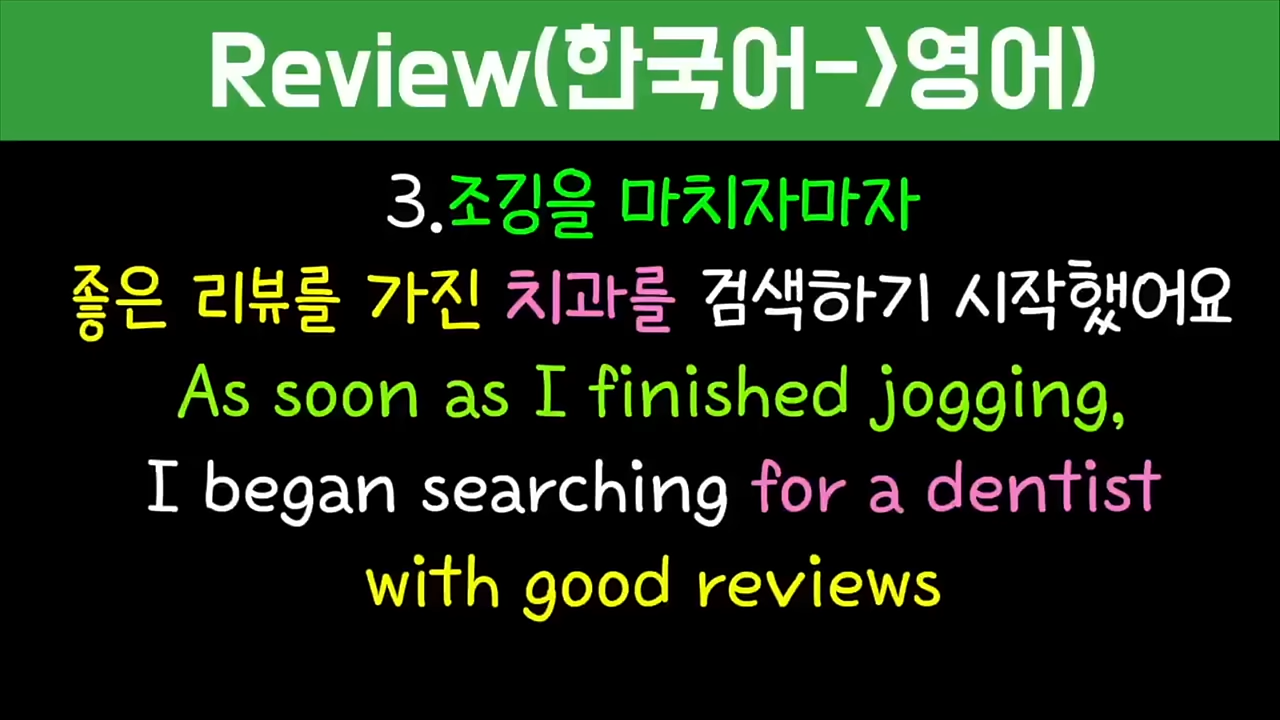 Review(한국어->영어)
3.조깅을 마치자마자
좋은 리뷰를 가진 치과를 검색하기 시작했어요
As soon as I finished jogging,
I began searching for a dentist
with good reviews